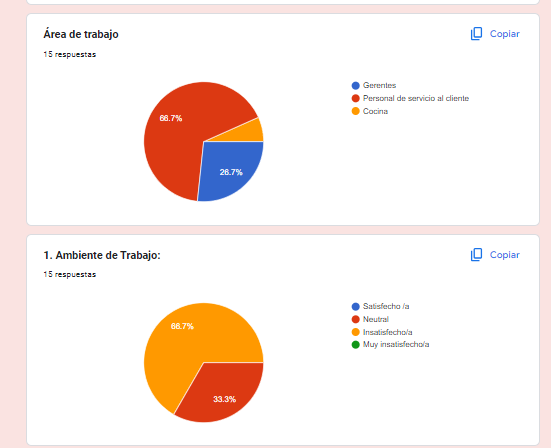 Área de trabajo
Copiar
15 respuestas
Gerentes
Personal de servicio al cliente
Cocina
66.7%
26.7%
1. Ambiente de Trabajo:
Copiar
15 respuestas
Satisfecho /a
Neutral
Insatisfecho/a
Muy insatisfecho/a
66.7%
33.3%